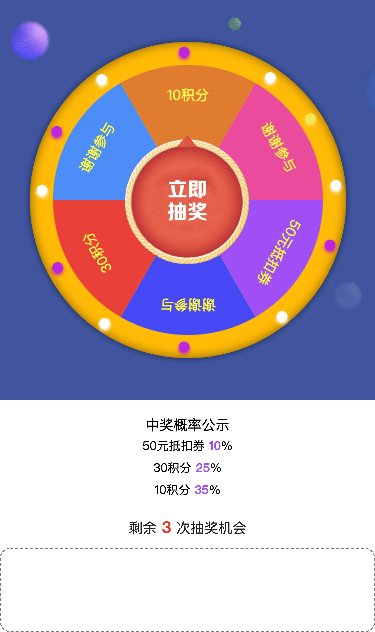 10积分
谢谢参与
谢谢参与
立即
抽奖
30积分
50元抵扣券
谢谢参与
中奖概率公示
50元抵扣券 10%
30积分 25%
10积分 35%
剩余 3 次抽奖机会